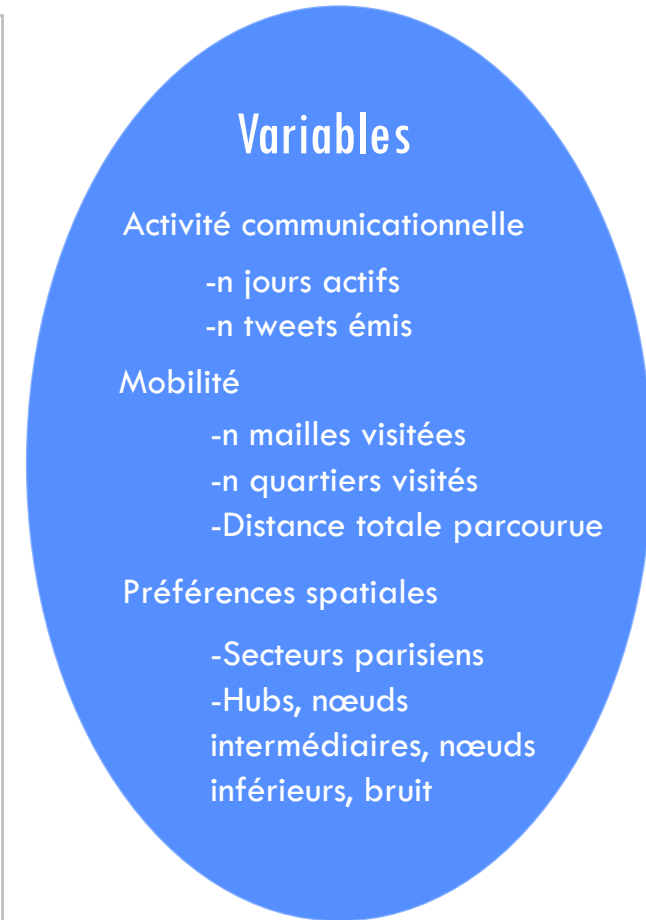 Variables
Activité communicationnelle
-n jours actifs
-n tweets émis
Mobilité
-n mailles visitées
-n quartiers visités
-Distance totale parcourue
Préférences spatiales
-Secteurs parisiens
-Hubs, nœuds
intermédiaires, nœuds
inférieurs, bruit